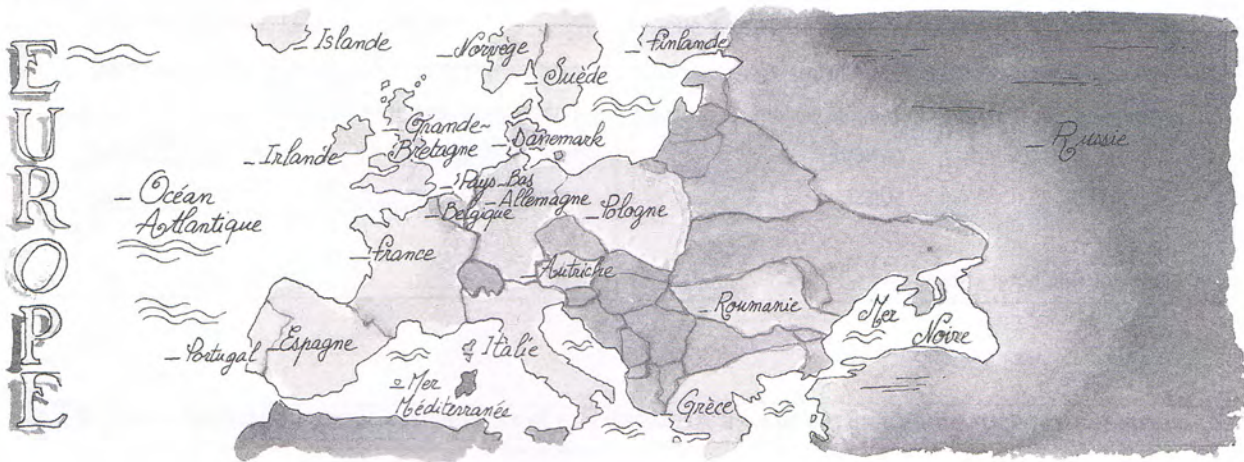 EUROPE
Islande
Norvège
Suède
Finlande
Russie
Irlande
Grande-
Bretagne
Danemark
Pays-Bas
Allemagne
Belgique
Pologne
Océan
Atlantique
France
Autriche
Roumanie
Mer
Noire
Portugal
Espagne
Italie
Mer
Méditerranés
Grèce